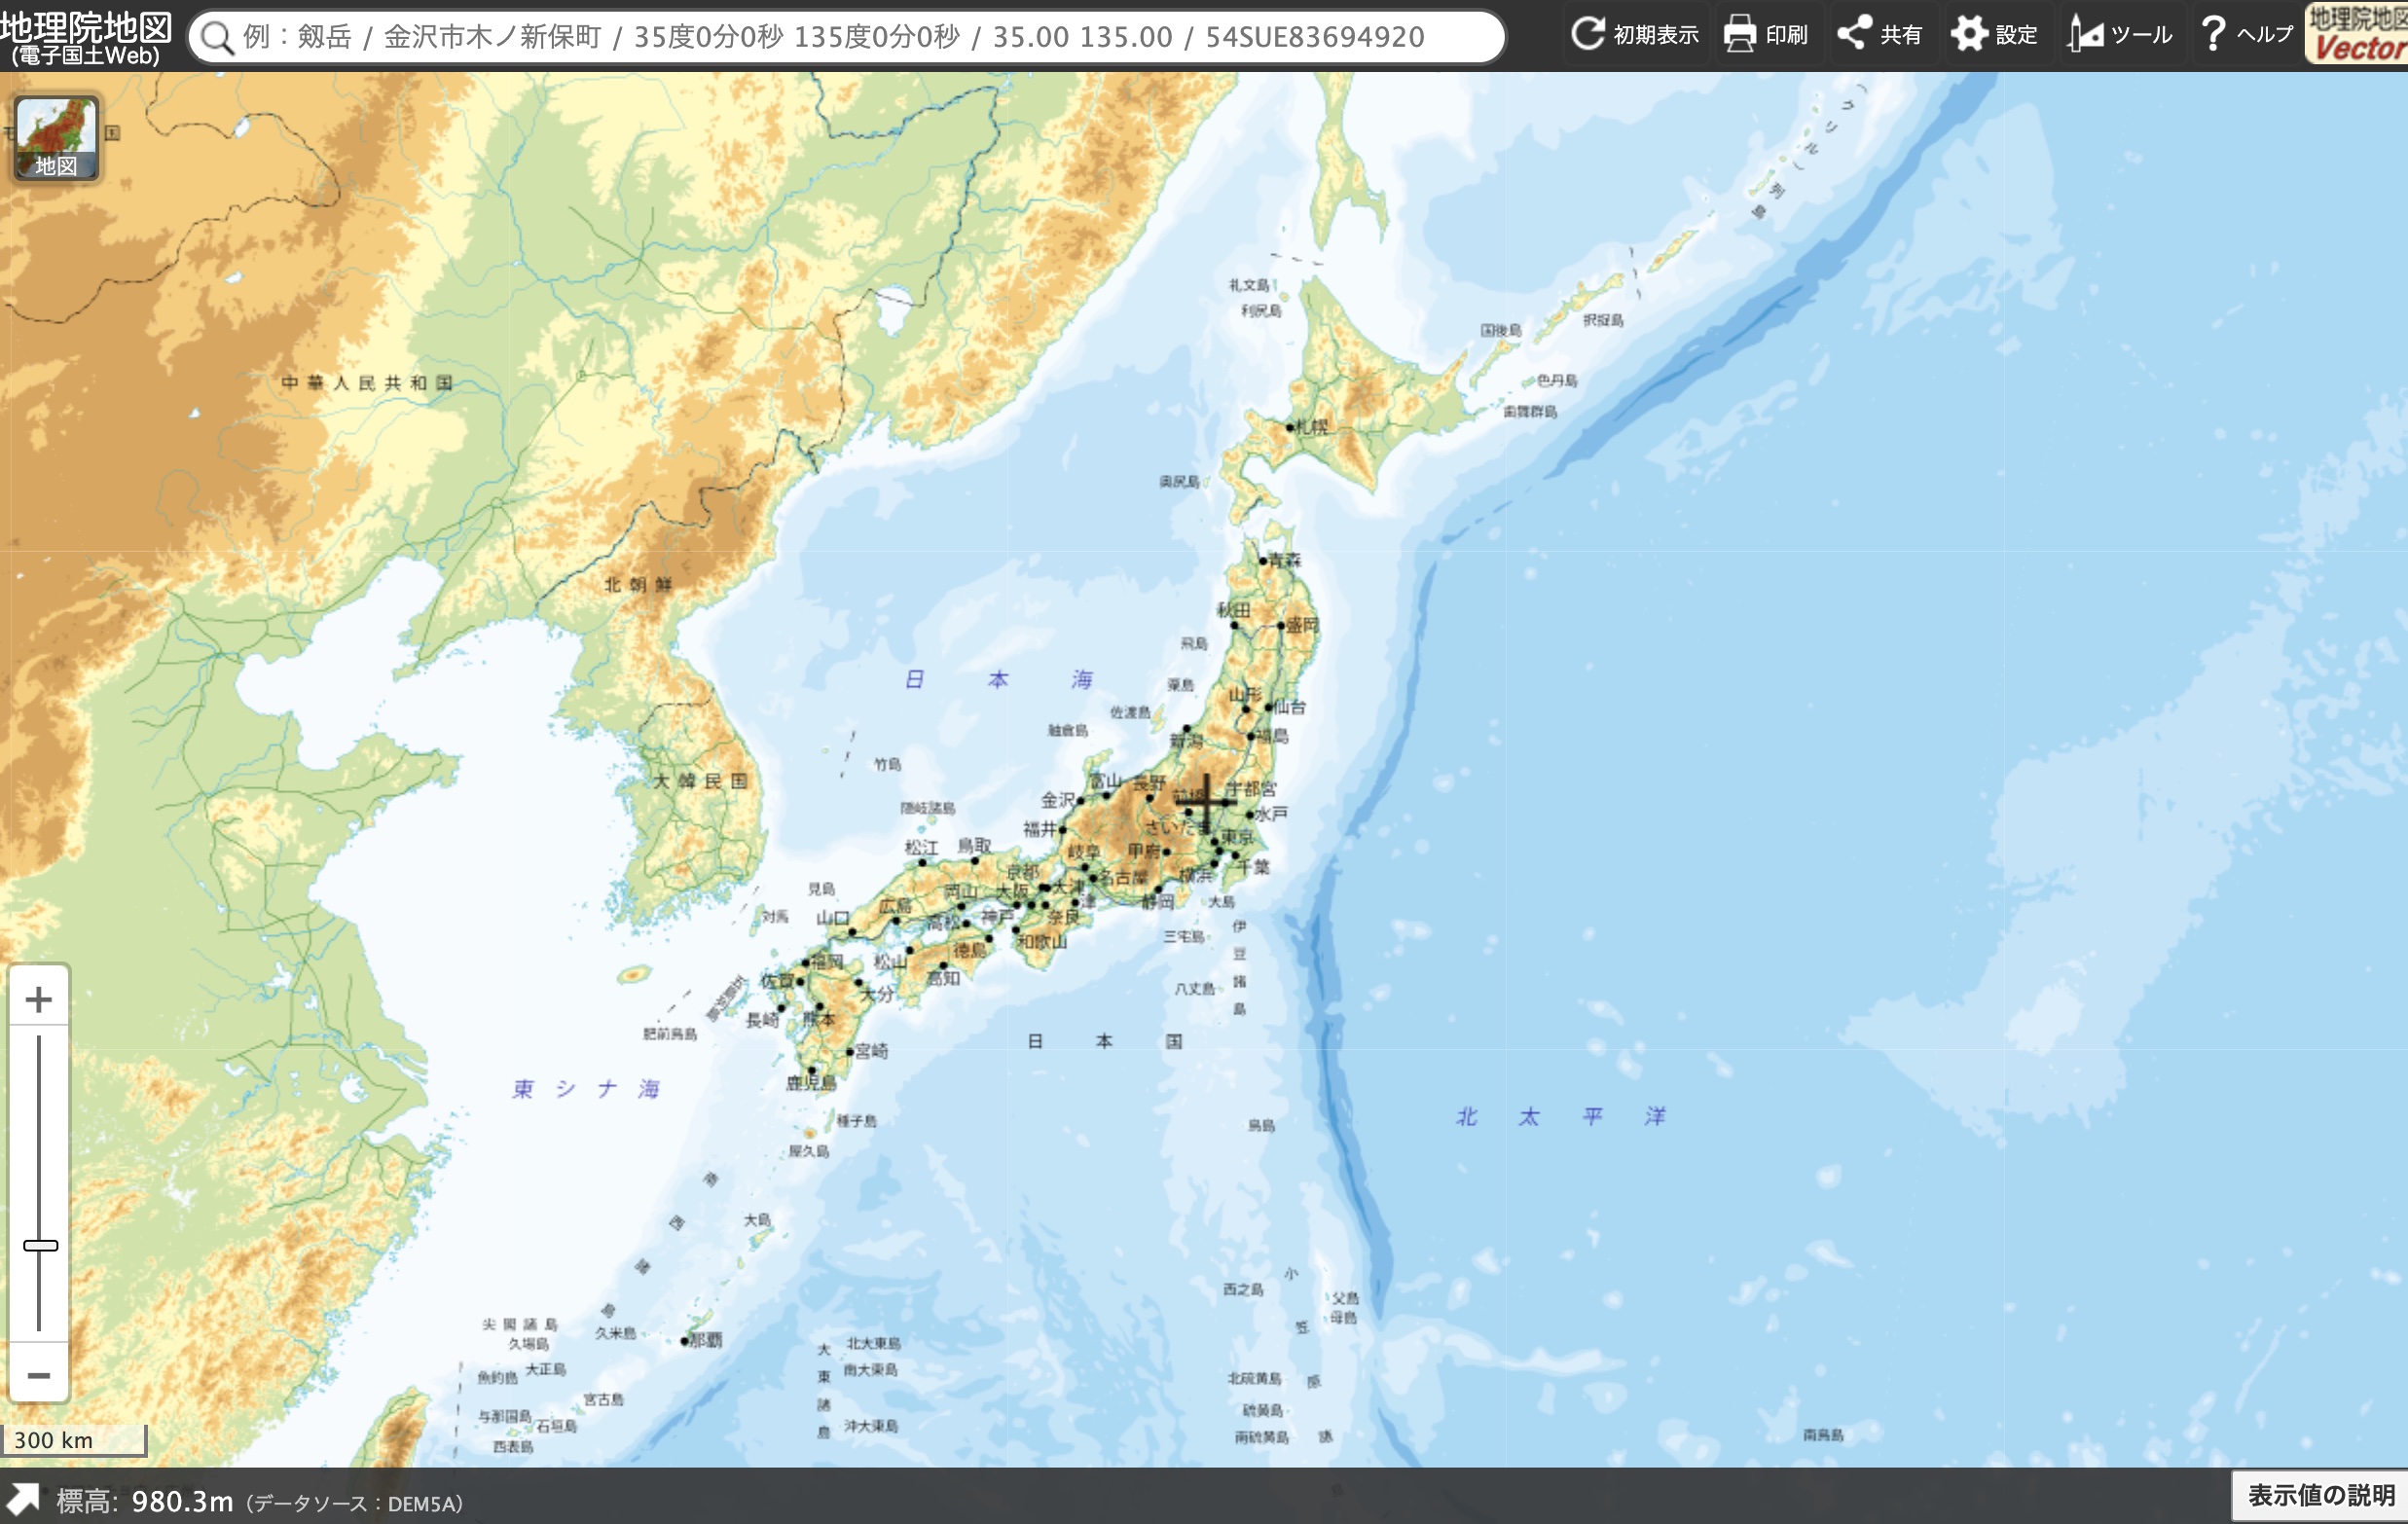 地理院地図
(電子国土Web)
例：剱岳 / 金沢市木ノ新保町 / 35度0分0秒 135度0分0秒 / 35.00 135.00 / 54SUE83694920
初期表示
印刷
共有
設定
ツール
ヘルプ
地理院地図
Vector
国
地図
(クリル)列島
礼文島
利尻島
択捉島
国後島
色丹島
歯舞群島
中華人民共和国
札幌
奥尻島
青森
北朝鮮
秋田
盛岡
飛島
日本海
粟島
山形
仙台
佐渡島
舳倉島
新潟
福島
竹島
大韓民国
富山
長野
前橋
宇都宮
金沢
隠岐諸島
水戸
福井
さいたま
東京
松江
鳥取
岐阜
甲府
千葉
京都
名古屋
横浜
見島
岡山
大阪
大津
津
静岡
大島
対馬
山口
広島
高松
神戸
奈良
伊豆諸島
三宅島
和歌山
徳島
松山
福岡
高知
佐賀
大分
八丈島
五島列島
長崎
熊本
肥前鳥島
日本国
宮崎
鹿児島
東シナ海
種子島
北太平洋
鳥島
屋久島
南西諸島
大島
西之島
小笠原諸
父島
母島
尖閣諸島
久場島
久米島
那覇
大東諸島
北大東島
大正島
魚釣島
南大東島
北硫黄島
宮古島
与那国島
石垣島
硫黄島
沖大東島
西表島
南硫黄島
南鳥島
+
−
300 km
標高: 980.3m (データソース：DEM5A)
表示値の説明